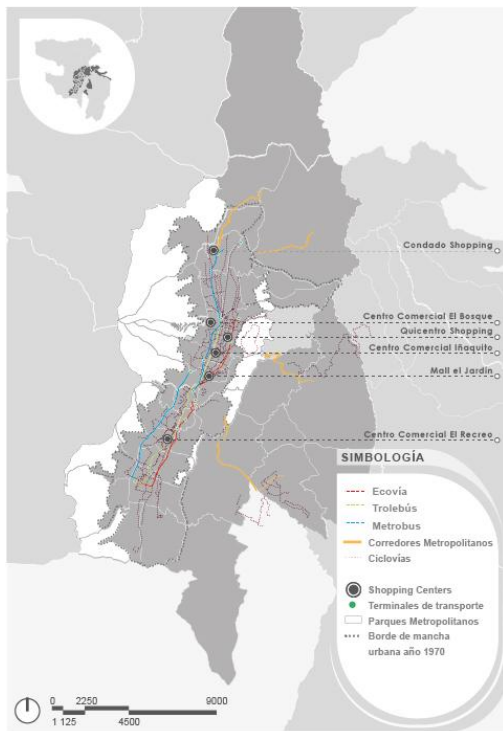 Condado Shopping
Centro Comercial El Bosque
Quicentro Shopping
Centro Comercial Iñaquito
Mall el Jardín
Centro Comercial El Recreo
SIMBOLOGÍA
Ecovía
Trolebús
Metrobus
Corredores Metropolitanos
Ciclovías
Shopping Centers
Terminales de transporte
Parques Metropolitanos
Borde de mancha
urbana año 1970
0 2250 9000
1 125 4500